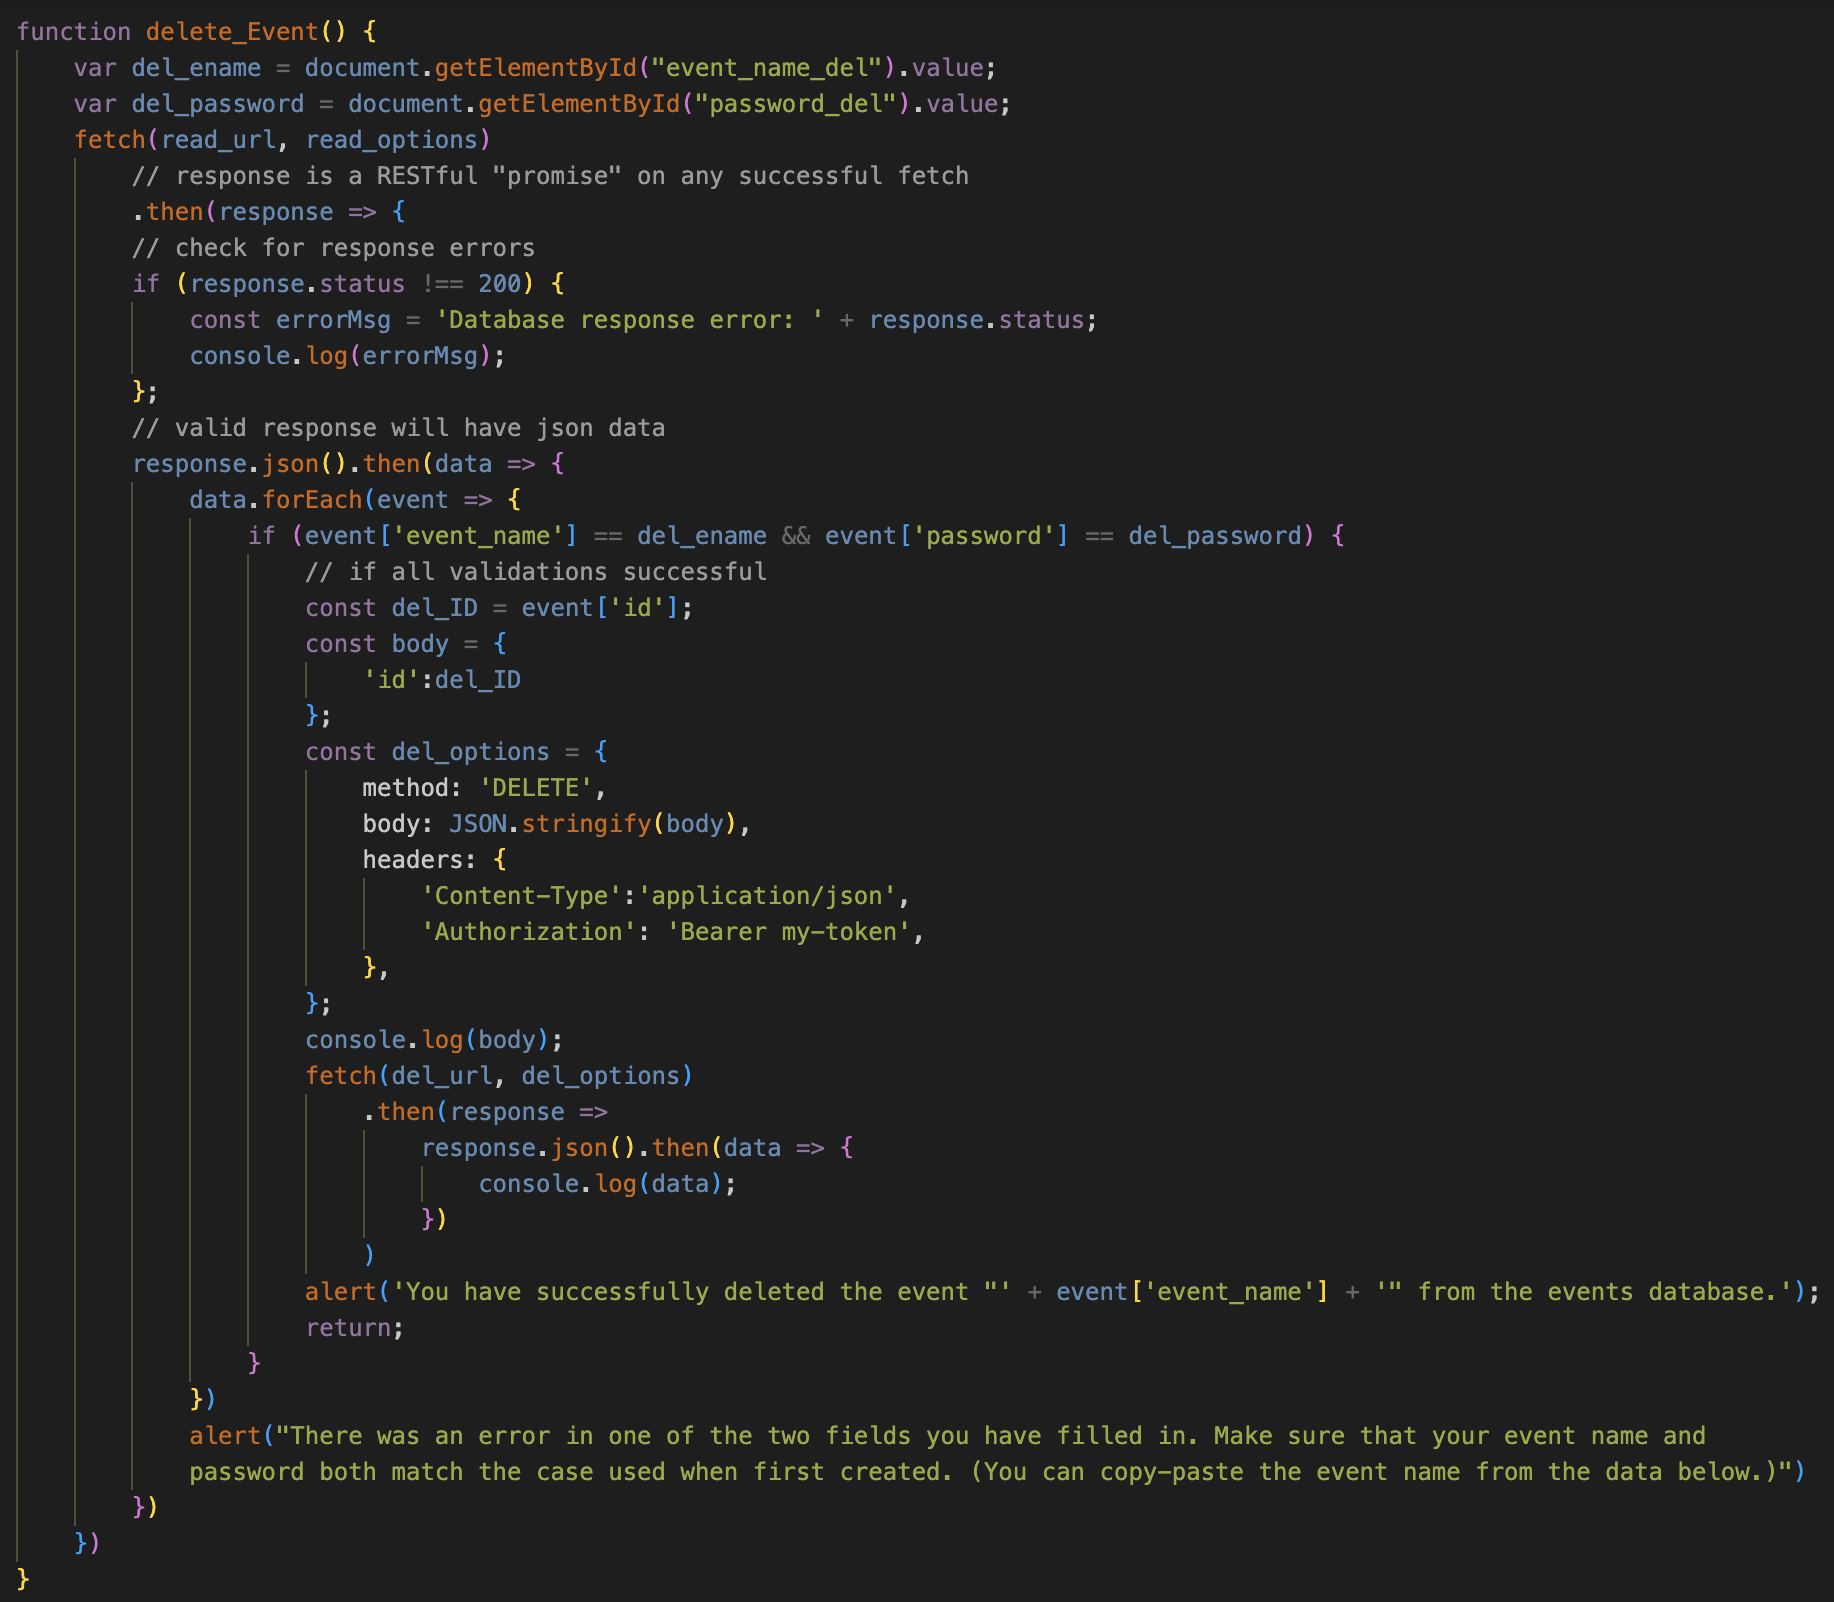 function delete_Event() {
    var del_ename = document.getElementById("event_name_del").value;
    var del_password = document.getElementById("password_del").value;
    fetch(read_url, read_options)
        // response is a RESTful "promise" on any successful fetch
        .then(response => {
        // check for response errors
        if (response.status !== 200) {
            const errorMsg = 'Database response error: ' + response.status;
            console.log(errorMsg);
        };
        // valid response will have json data
        response.json().then(data => {
            data.forEach(event => {
                if (event['event_name'] == del_ename && event['password'] == del_password) {
                    // if all validations successful
                    const del_ID = event['id'];
                    const body = {
                        'id':del_ID
                    };
                    const del_options = {
                        method: 'DELETE',
                        body: JSON.stringify(body),
                        headers: {
                            'Content-Type':'application/json',
                            'Authorization': 'Bearer my-token',
                        },
                    };
                    console.log(body);
                    fetch(del_url, del_options)
                        .then(response =>
                            response.json().then(data => {
                                console.log(data);
                            })
                        )
                    alert('You have successfully deleted the event "' + event['event_name'] + '" from the events database.');
                    return;
                }
            })
            alert("There was an error in one of the two fields you have filled in. Make sure that your event name and
            password both match the case used when first created. (You can copy-paste the event name from the data below.)")
        })
    })
}